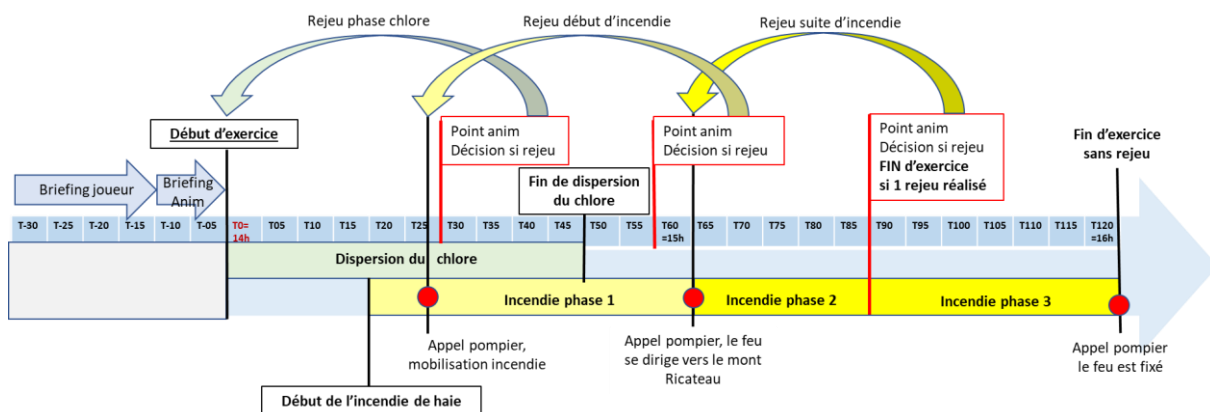 Rejeu phase chlore
Rejeu début d'incendie
Rejeu suite d'incendie
Début d'exercice
Point anim
Décision si rejeu
Point anim
Décision si rejeu
Point anim
Décision si rejeu
FIN d'exercice
si 1 rejeu réalisé
Fin d'exercice
sans rejeu
Briefing joueur
Briefing
Anim
Fin de dispersion
du chlore
T-30 T-25 T-20 T-15 T-10 T-05 T0= T05 T10 T15 T20 T25 T30 T35 T40 T45 T50 T55 T60 T65 T70 T75 T80 T85 T90 T95 T100 T105 T110 T115 T120
14h =15h =16h
Dispersion du chlore
Incendie phase 1
Incendie phase 2
Incendie phase 3
Appel pompier,
mobilisation incendie
Appel pompier, le feu
se dirige vers le mont
Ricateau
Appel pompier
le feu est fixé
Début de l'incendie de haie